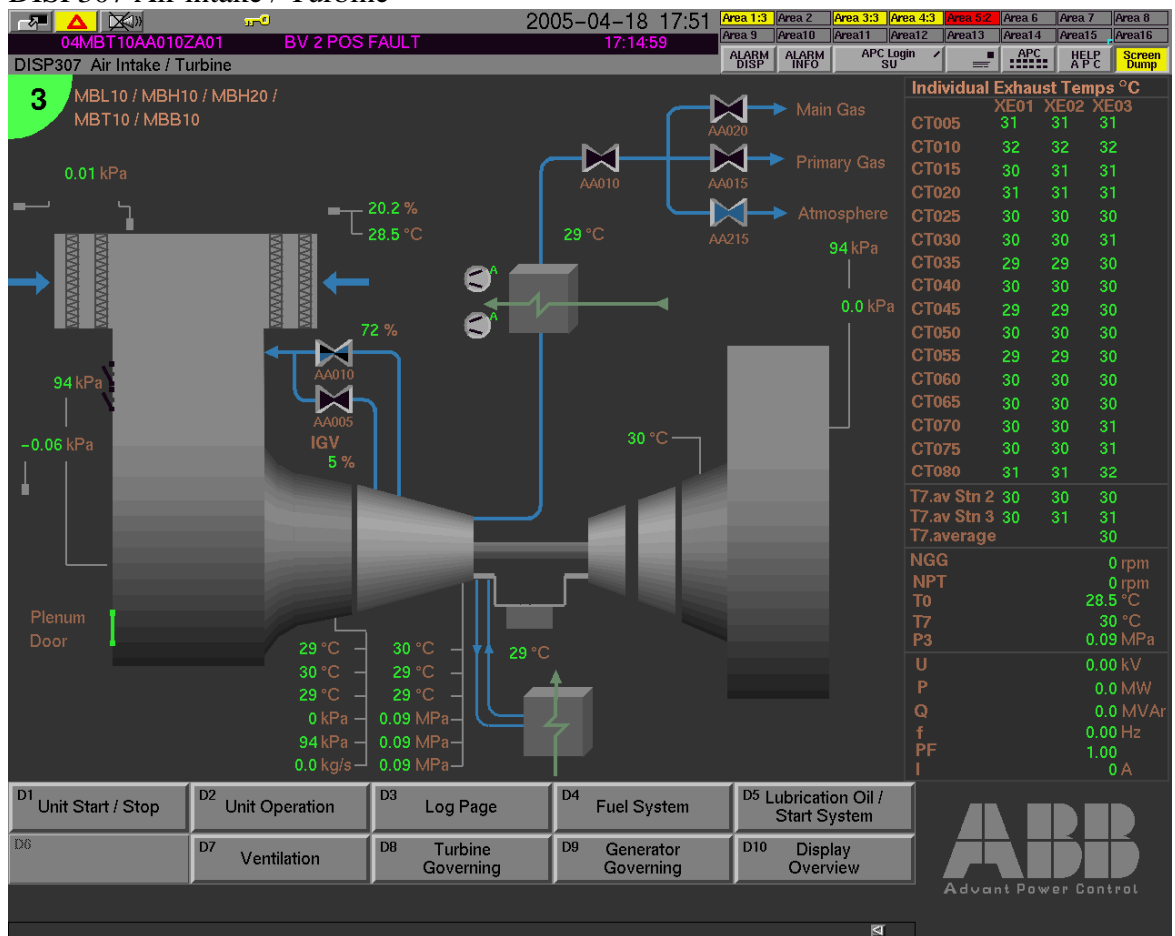 DISP307 Air intake / Turbine
2005-04-18 17:51
Area 1:3 Area 2 Area 3:3 Area 4:3 Area 5:2 Area 6 Area 7 Area 8
04MBT10AA010ZA01 BV 2 POS FAULT 17:14:59
Area 9 Area10 Area11 Area12 Area13 Area14 Area15 Area16
DISP307 Air Intake / Turbine
ALARM DISP
ALARM INFO
APC Login SU
APC
HELP APC
Screen Dump
3
MBL10 / MBH10 / MBH20 /
MBT10 / MBB10
0.01 kPa
20.2 %
28.5 °C
AA010
29 °C
AA020
Main Gas
AA015
Primary Gas
AA215
Atmosphere
A
A
94 kPa
0.0 kPa
72 %
AA010
AA005
IGV
5 %
94 kPa
-0.06 kPa
30 °C
Plenum
Door
29 °C
30 °C
29 °C
0 kPa
94 kPa
0.0 kg/s
30 °C
29 °C
29 °C
0.09 MPa
0.09 MPa
0.09 MPa
29 °C
Individual Exhaust Temps °C
XE01 XE02 XE03
CT005 31 31 31
CT010 32 32 32
CT015 30 31 31
CT020 31 31 31
CT025 30 30 30
CT030 30 30 31
CT035 29 29 30
CT040 30 30 30
CT045 29 29 30
CT050 30 30 30
CT055 29 29 30
CT060 30 30 30
CT065 30 30 30
CT070 30 30 31
CT075 30 30 31
CT080 31 31 32
T7.av Stn 2 30 30 30
T7.av Stn 3 30 31 31
T7.average 30
NGG 0 rpm
NPT 0 rpm
T0 28.5 °C
T7 30 °C
P3 0.09 MPa
U 0.00 kV
P 0.0 MW
Q 0.0 MVAr
f 0.00 Hz
PF 1.00
I 0 A
D1 Unit Start / Stop
D2 Unit Operation
D3 Log Page
D4 Fuel System
D5 Lubrication Oil /
Start System
D6
D7 Ventilation
D8 Turbine
Governing
D9 Generator
Governing
D10 Display
Overview
ABB
Advant Power Control